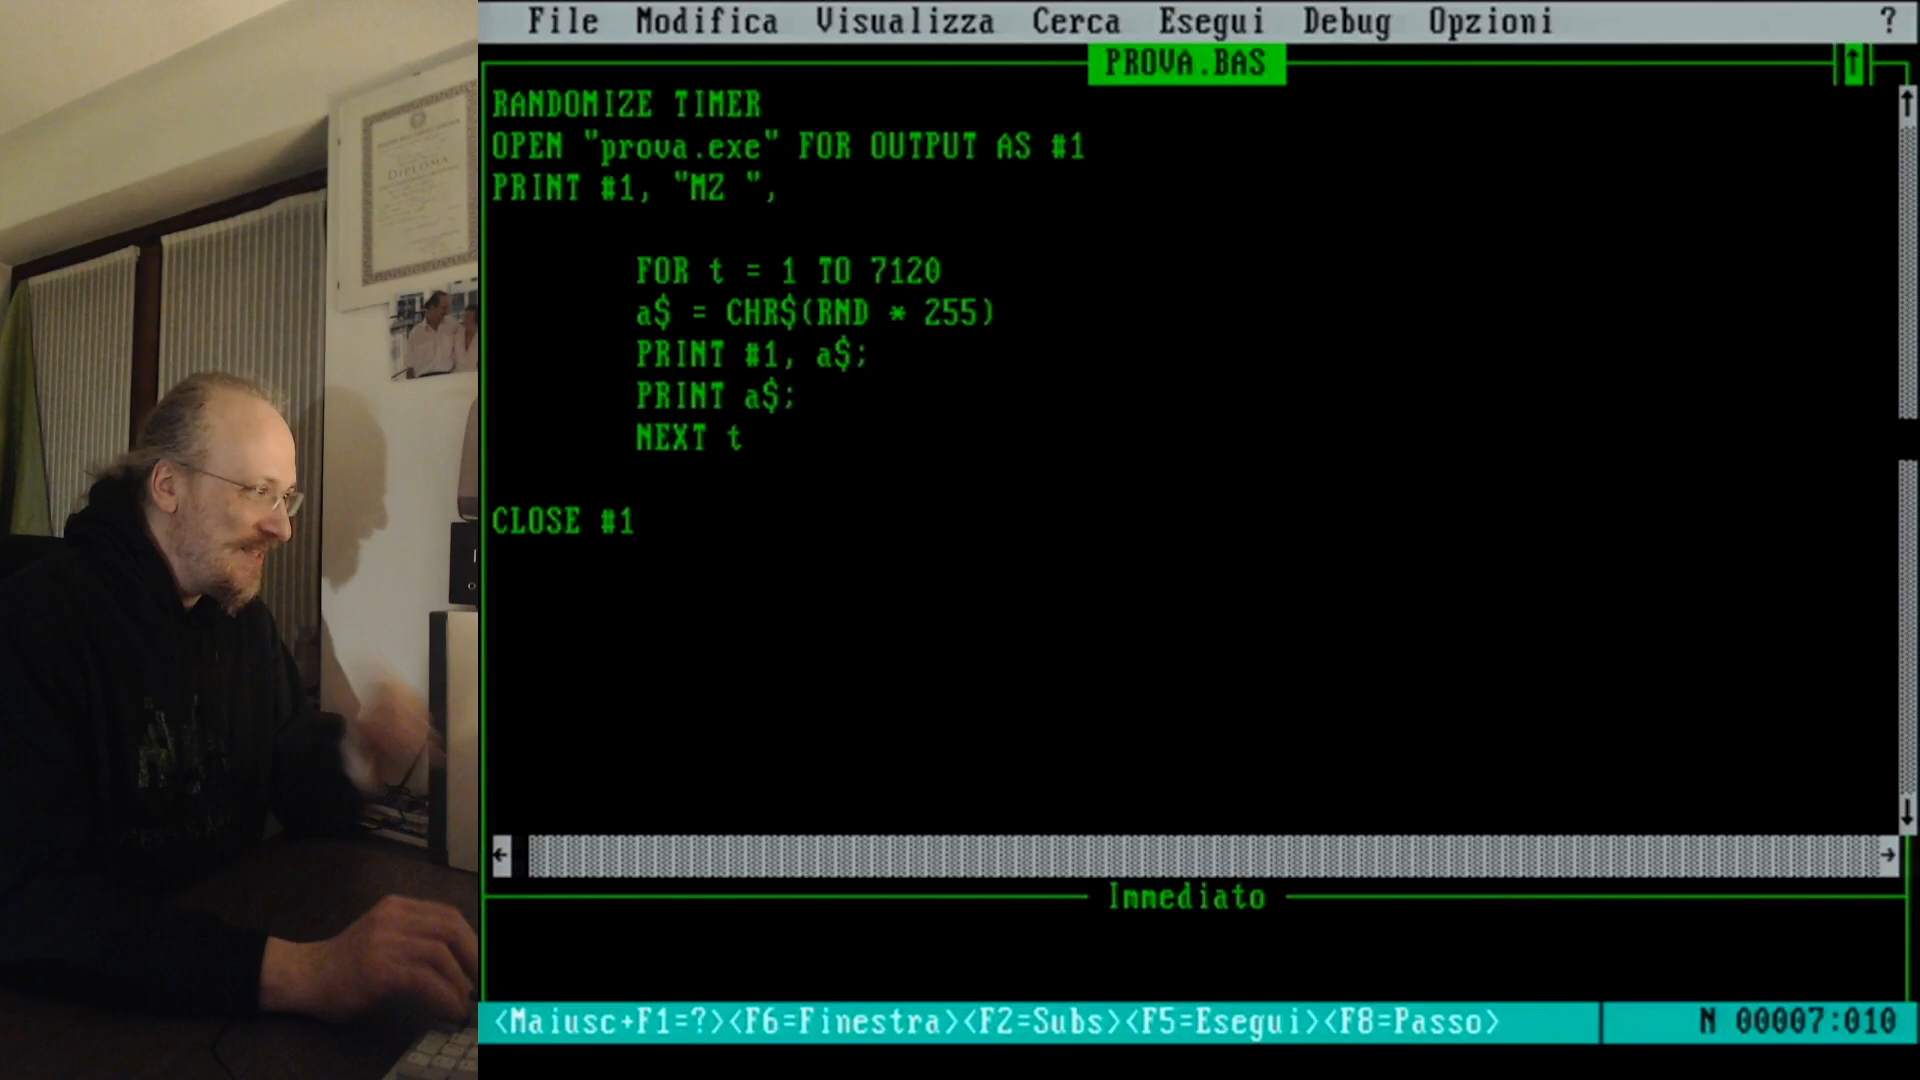 DIPLOMA
File Modifica Visualizza Cerca Esegui Debug Opzioni ?
PROVA.BAS
RANDOMIZE TIMER
OPEN "prova.exe" FOR OUTPUT AS #1
PRINT #1, "MZ ",
FOR t = 1 TO 7120
a$ = CHR$(RND * 255)
PRINT #1, a$;
PRINT a$;
NEXT t
CLOSE #1
Immediato
<Maiusc+F1=?><F6=Finestra><F2=Subs><F5=Esegui><F8=Passo> N 00007:010